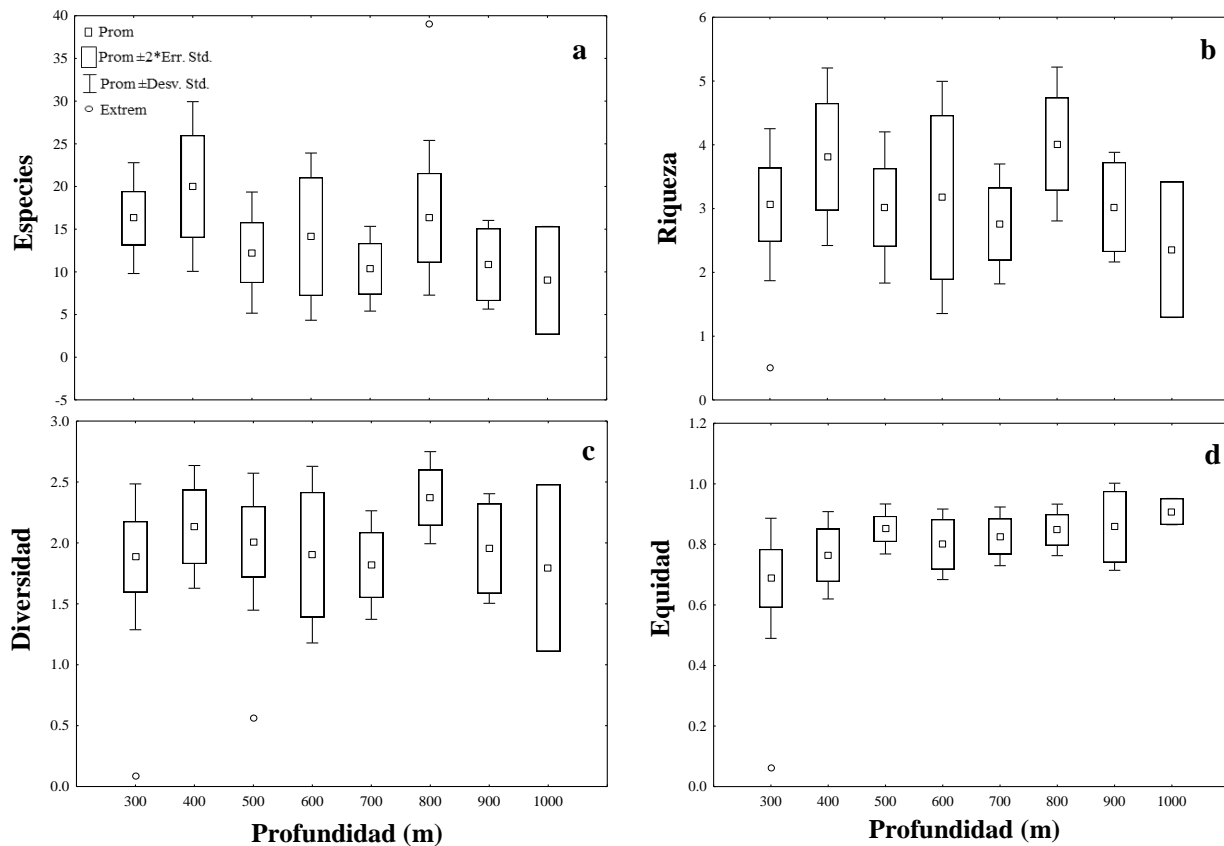 40
35
30
25
20
15
10
5
0
-5
Especies
Prom
Prom ±2*Err. Std.
Prom ±Desv. Std.
Extrem
a
6
5
4
3
2
1
0
Riqueza
b
3.0
2.5
2.0
1.5
1.0
0.5
0.0
Diversidad
c
300 400 500 600 700 800 900 1000
Profundidad (m)
1.2
1.0
0.8
0.6
0.4
0.2
0.0
Equidad
d
300 400 500 600 700 800 900 1000
Profundidad (m)